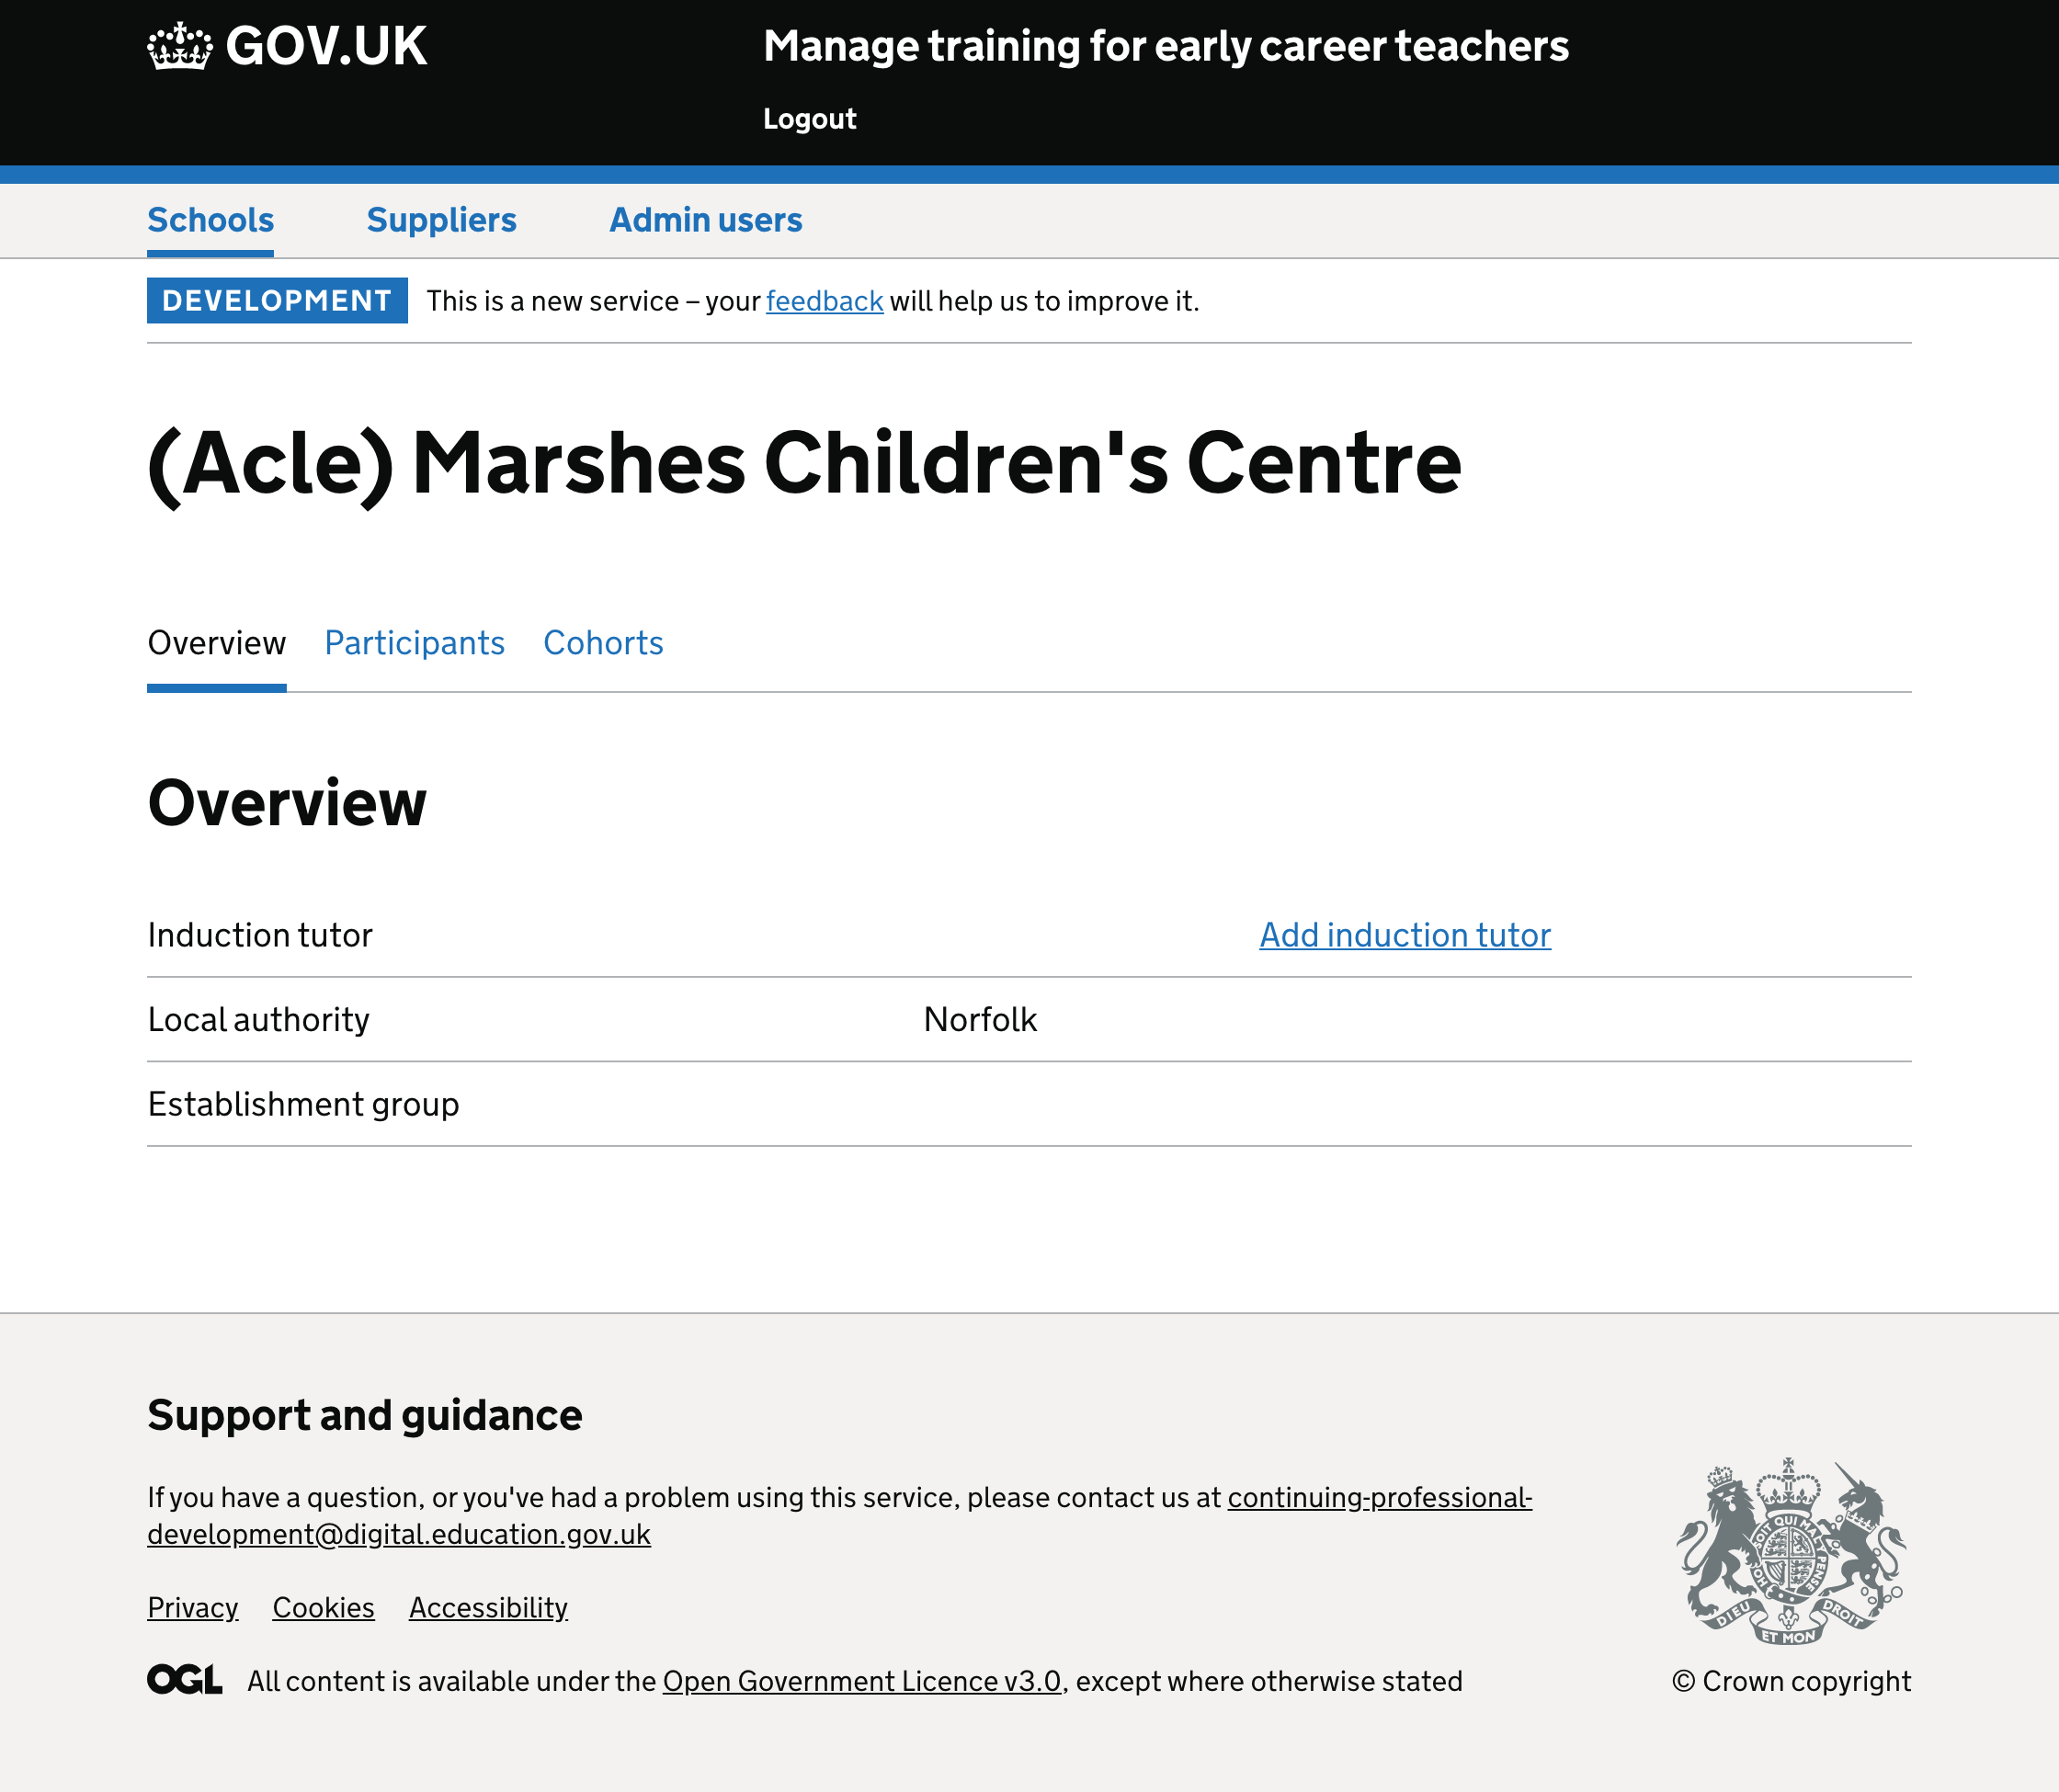 GOV.UK
Manage training for early career teachers
Logout
Schools Suppliers Admin users
DEVELOPMENT This is a new service – your feedback will help us to improve it.
(Acle) Marshes Children's Centre
Overview Participants Cohorts
Overview
Induction tutor Add induction tutor
Local authority Norfolk
Establishment group
Support and guidance
If you have a question, or you've had a problem using this service, please contact us at continuing-professional-
development@digital.education.gov.uk
Privacy Cookies Accessibility
OGL All content is available under the Open Government Licence v3.0, except where otherwise stated
DIEU ET MON DROIT
© Crown copyright